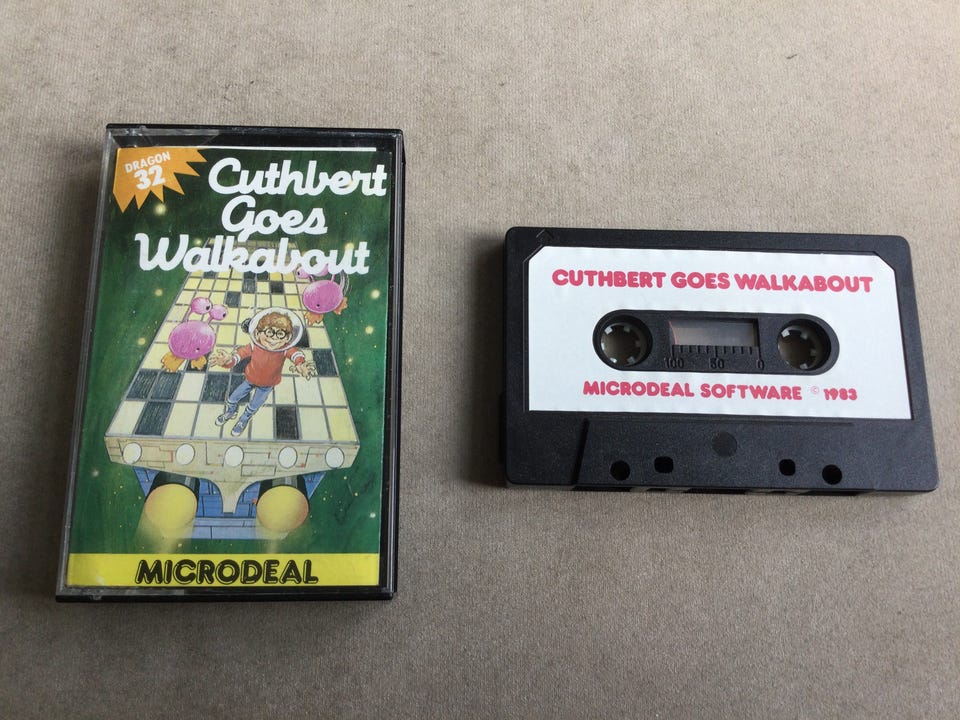 DRAGON
32
Cuthbert
Goes
Walkabout
MICRODEAL
CUTHBERT GOES WALKABOUT
100 50 0
MICRODEAL SOFTWARE © 1983